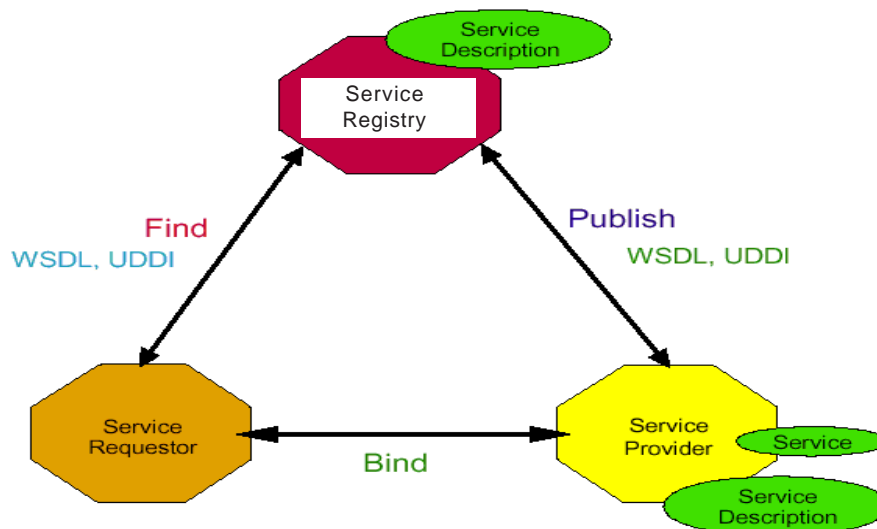 Service
Description
Service
Registry
Find
WSDL, UDDI
Publish
WSDL, UDDI
Service
Requestor
Bind
Service
Provider
Service
Service
Description